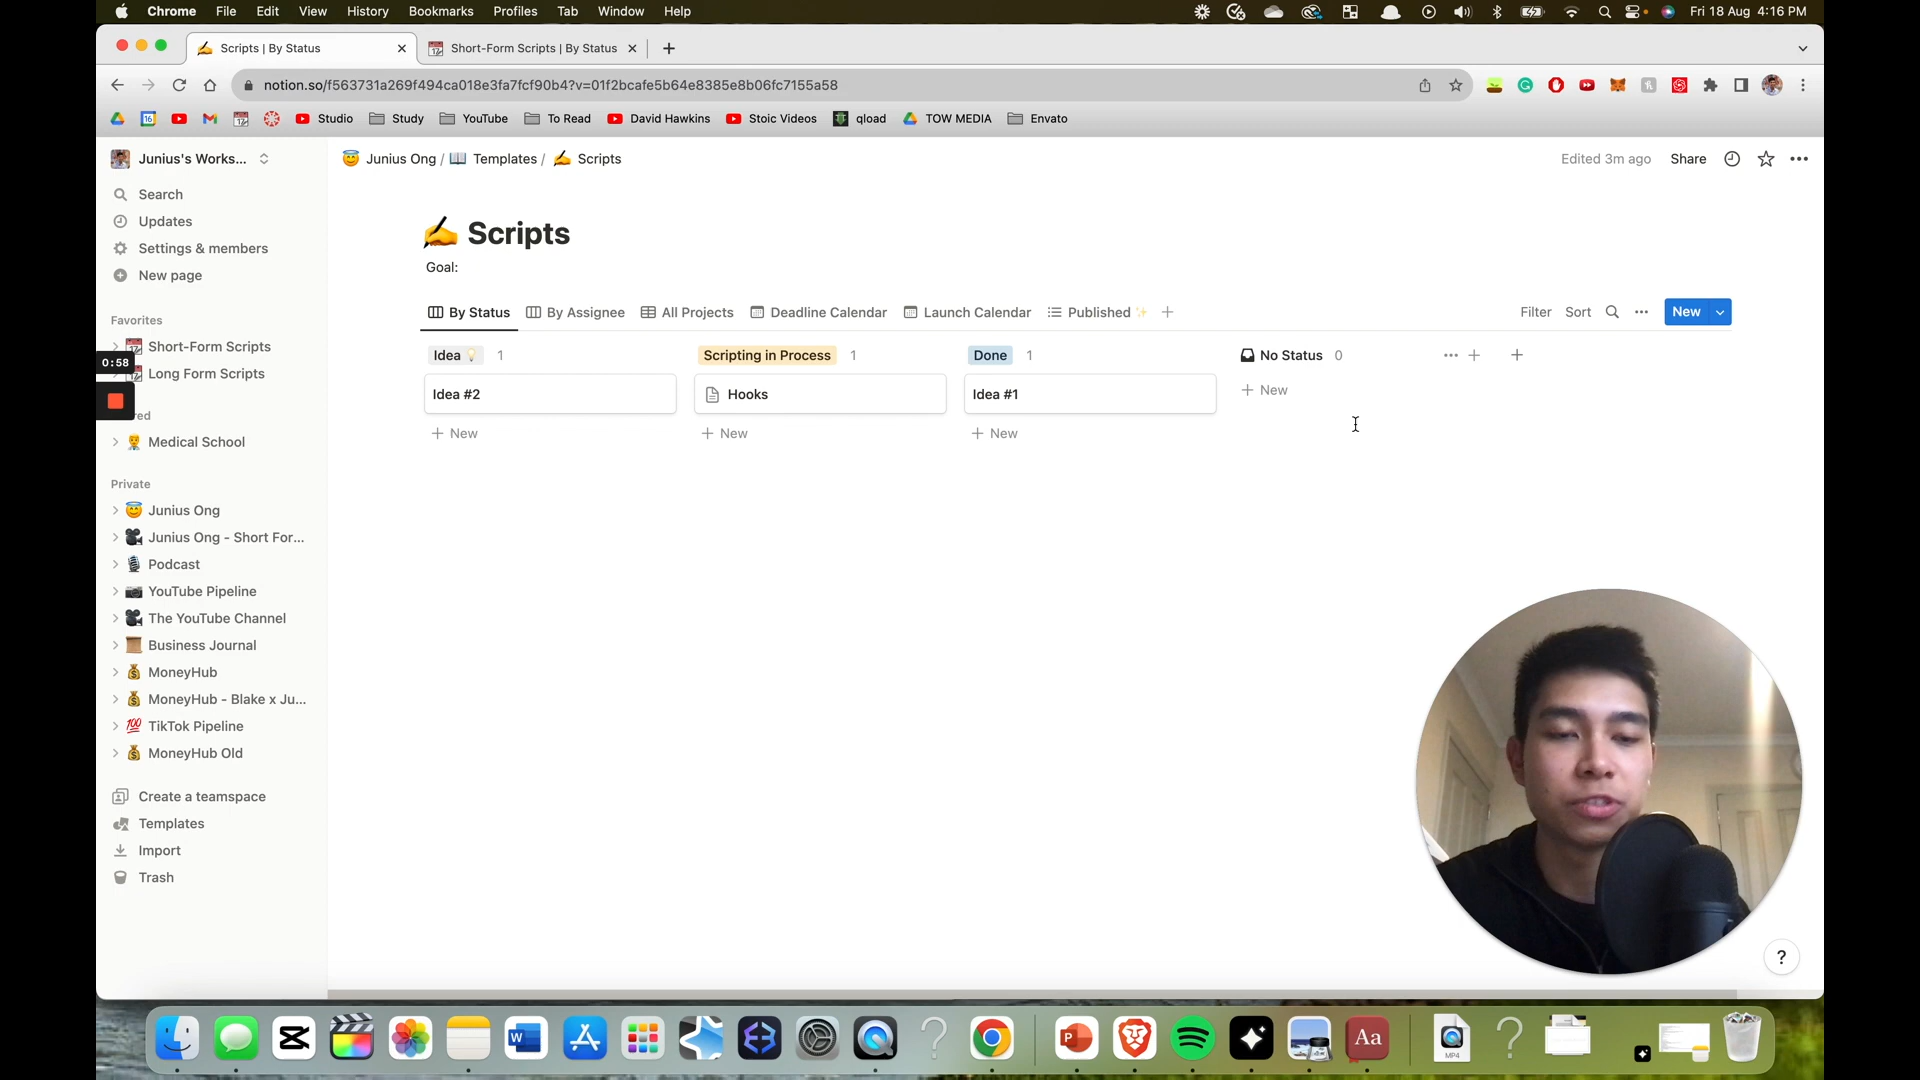 Chrome File Edit View History Bookmarks Profiles Tab Window Help Fri 18 Aug 4:16 PM
Scripts | By Status Short-Form Scripts | By Status
notion.so/f563731a269f494ca018e3fa7fcf90b4?v=01f2bcafe5b64e8385e8b06fc7155a58
Studio Study YouTube To Read David Hawkins Stoic Videos qload TOW MEDIA Envato
Junius's Works...
Junius Ong / Templates / Scripts
Edited 3m ago Share
Search
Updates
Settings & members
New page
Favorites
Short-Form Scripts
0:58
Long Form Scripts
red
Medical School
Private
Junius Ong
Junius Ong - Short For...
Podcast
YouTube Pipeline
The YouTube Channel
Business Journal
MoneyHub
MoneyHub - Blake x Ju...
TikTok Pipeline
MoneyHub Old
Create a teamspace
Templates
Import
Trash
Scripts
Goal:
By Status By Assignee All Projects Deadline Calendar Launch Calendar Published Filter Sort New
Idea 1 Scripting in Process 1 Done 1 No Status 0
Idea #2 Hooks Idea #1 New
New New New
?
W ? P Aa MP4 ?